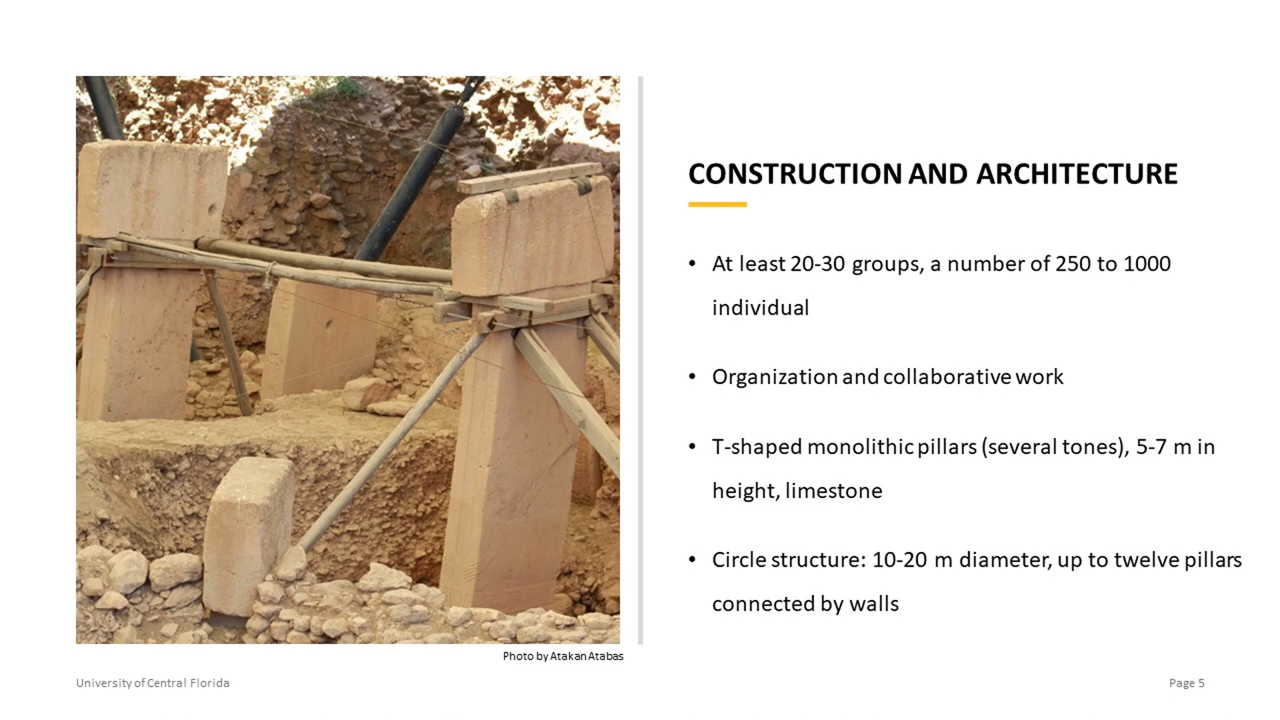 CONSTRUCTION AND ARCHITECTURE
• At least 20-30 groups, a number of 250 to 1000
individual
• Organization and collaborative work
• T-shaped monolithic pillars (several tones), 5-7 m in
height, limestone
• Circle structure: 10-20 m diameter, up to twelve pillars
connected by walls
Photo by Atakan Atabas
University of Central Florida
Page 5